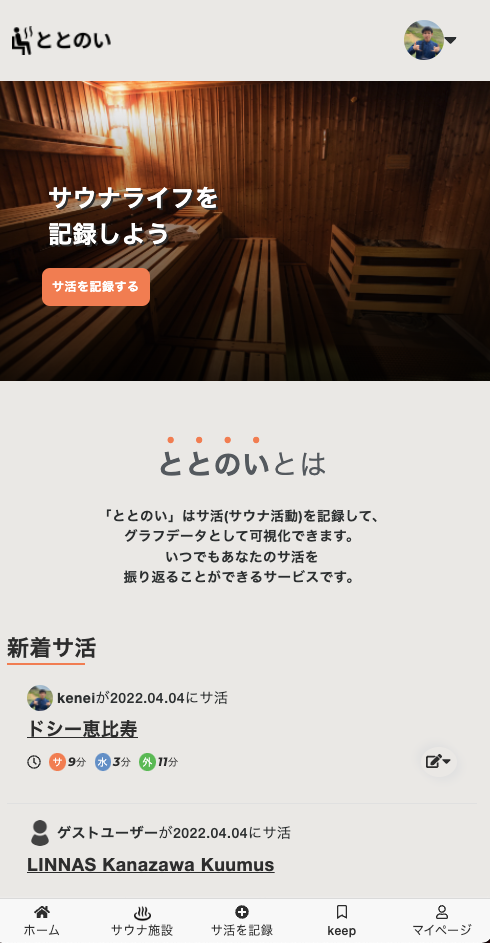 ととのい
サウナライフを
記録しよう
サ活を記録する
ととのいとは
「ととのい」はサ活(サウナ活動)を記録して、
グラフデータとして可視化できます。
いつでもあなたのサ活を
振り返ることができるサービスです。
新着サ活
keneiが2022.04.04にサ活
ドシー恵比寿
サ 9分 水 3分 外 11分
ゲストユーザーが2022.04.04にサ活
LINNAS Kanazawa Kuumus
ホーム サウナ施設 サ活を記録 keep マイページ